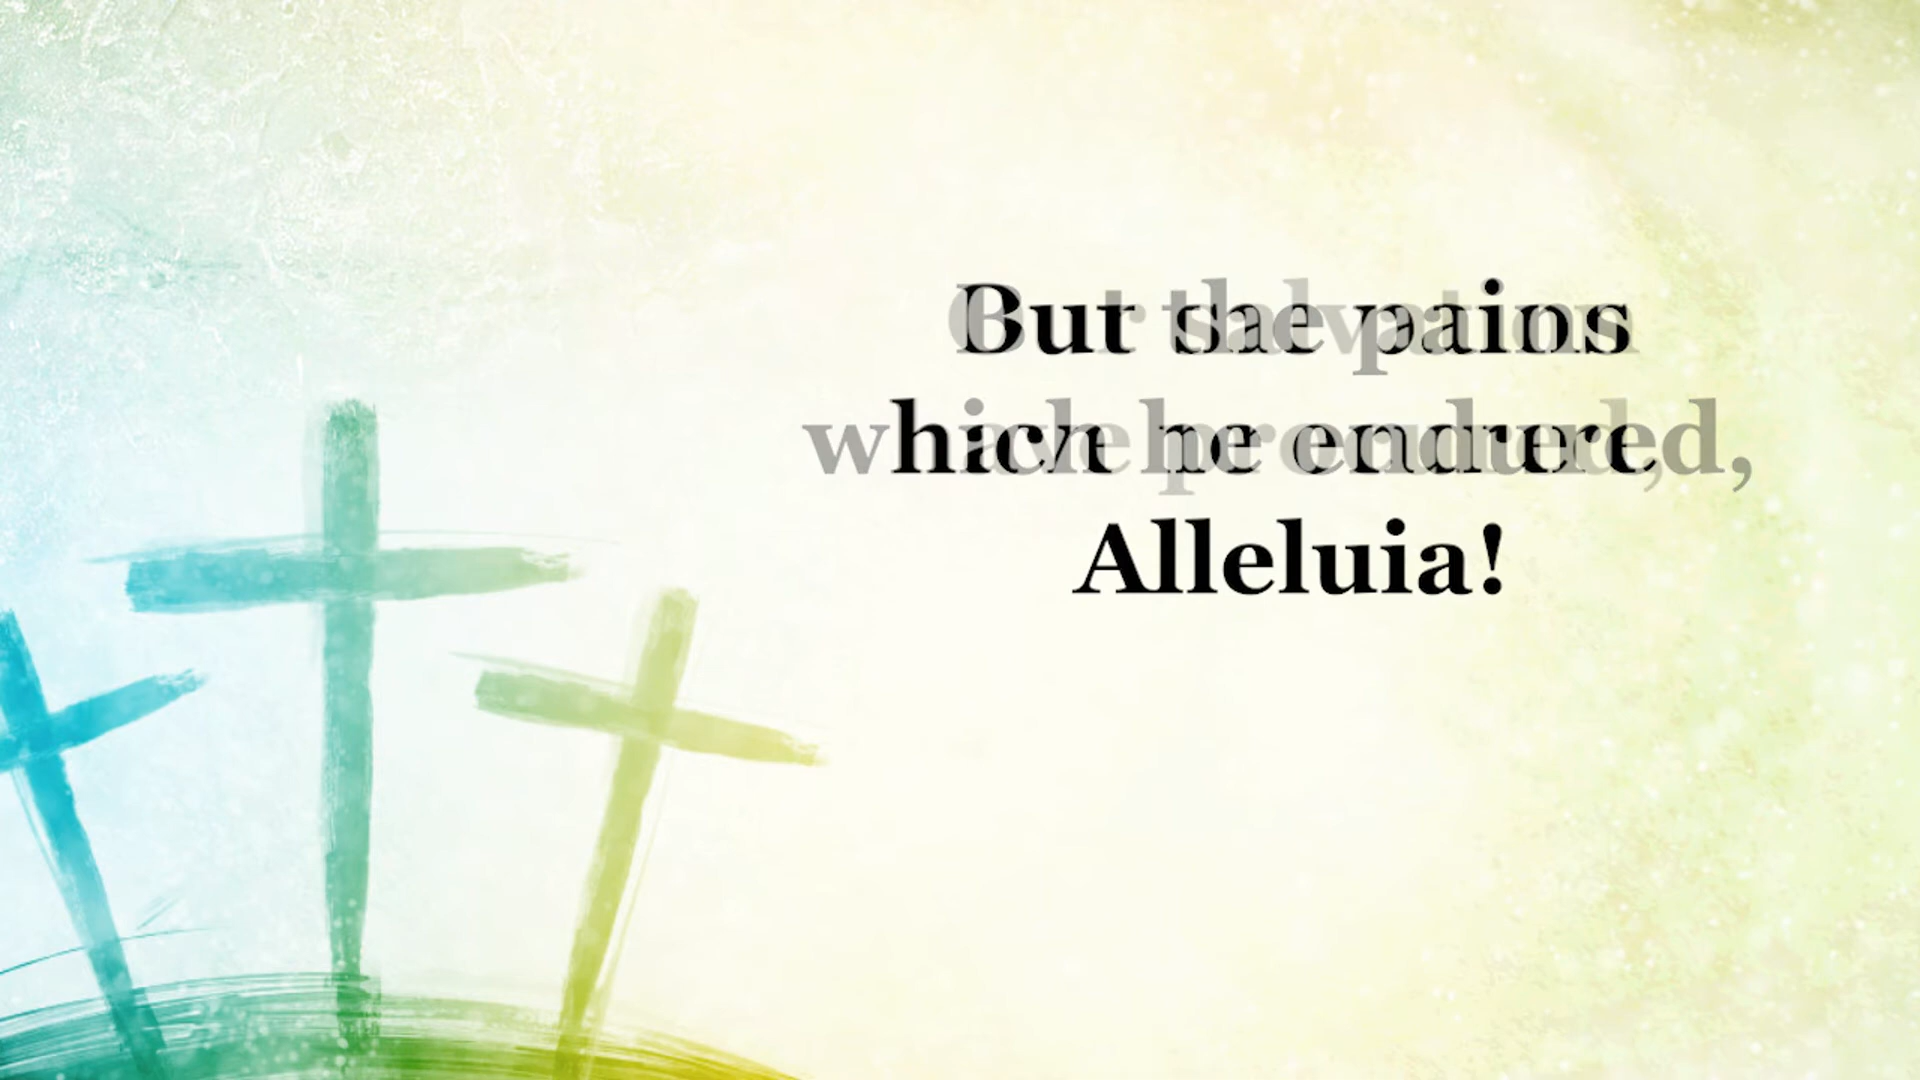 But the pains
which he endured,
Alleluia!